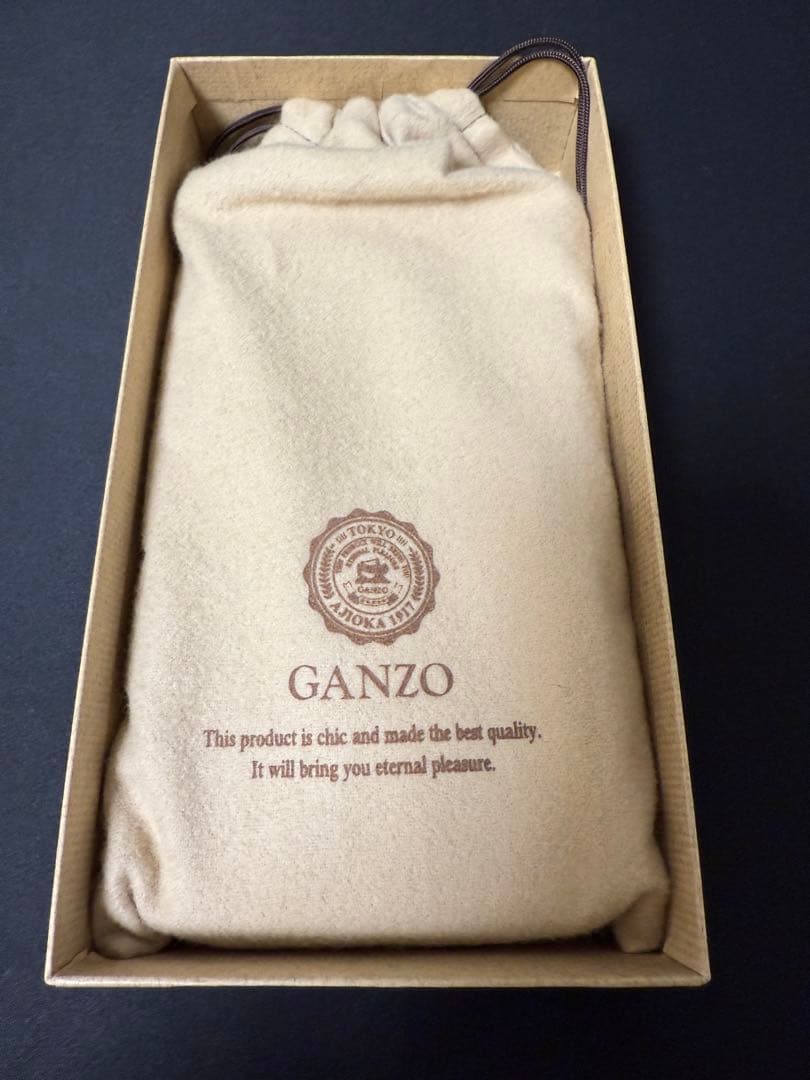 TOKYO
GANZO
AJIOKA 1917
GANZO
This product is chic and made the best quality.
It will bring you eternal pleasure.